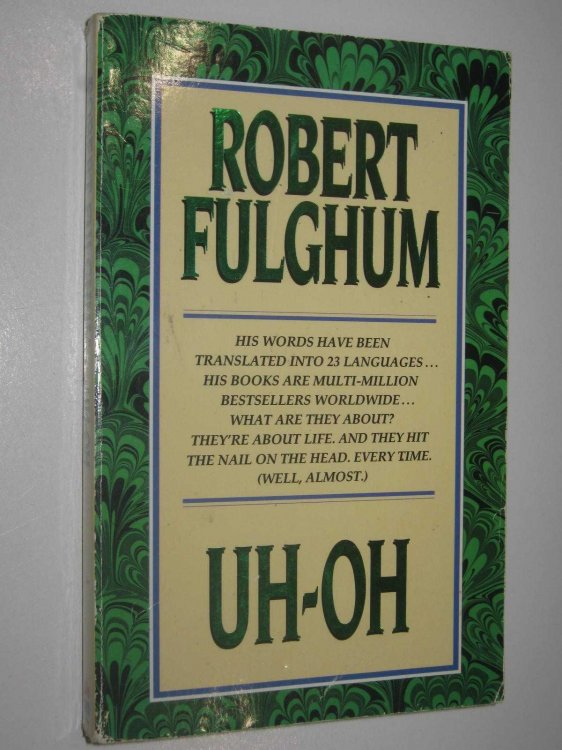 ROBERT
FULGHUM
HIS WORDS HAVE BEEN
TRANSLATED INTO 23 LANGUAGES...
HIS BOOKS ARE MULTI-MILLION
BESTSELLERS WORLDWIDE...
WHAT ARE THEY ABOUT?
THEY'RE ABOUT LIFE. AND THEY HIT
THE NAIL ON THE HEAD. EVERY TIME.
(WELL, ALMOST.)
UH-OH